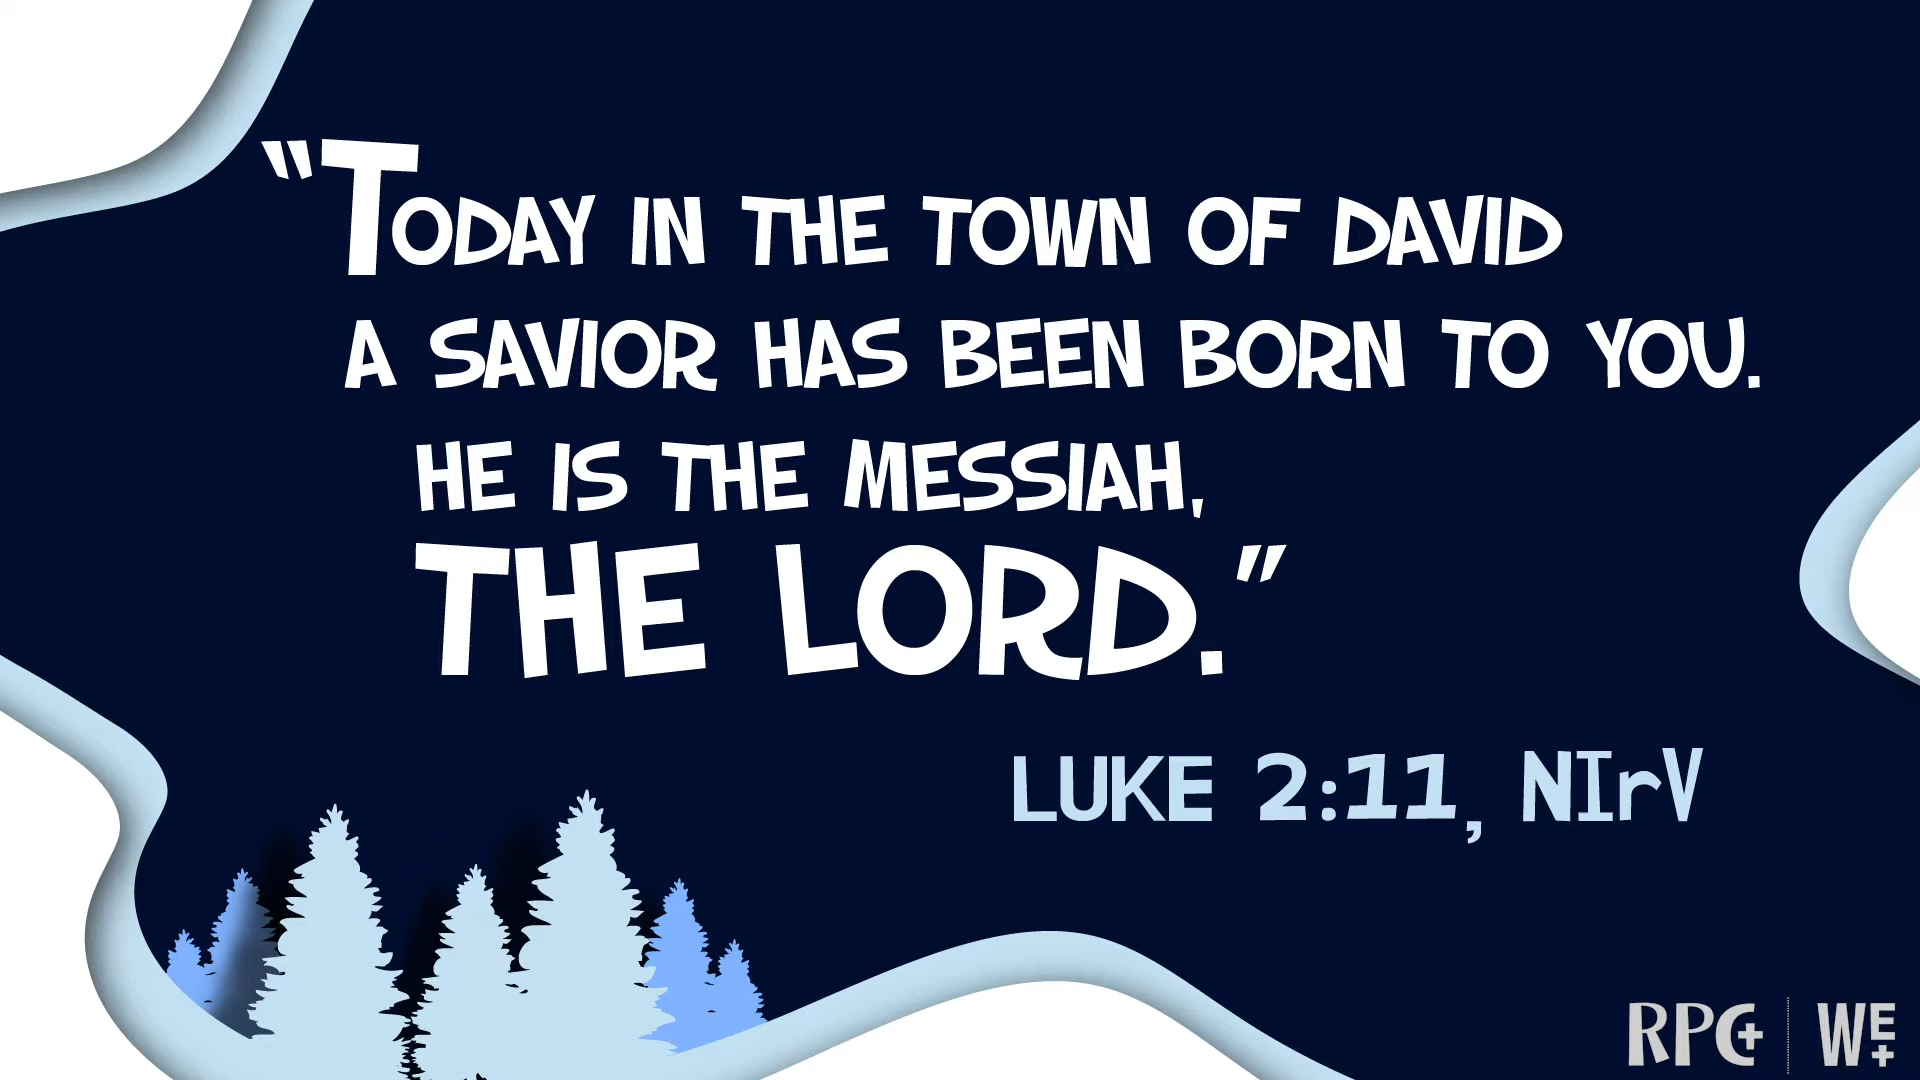 “TODAY IN THE TOWN OF DAVID
A SAVIOR HAS BEEN BORN TO YOU.
HE IS THE MESSIAH,
THE LORD.”
LUKE 2:11, NIrV
RPC WE